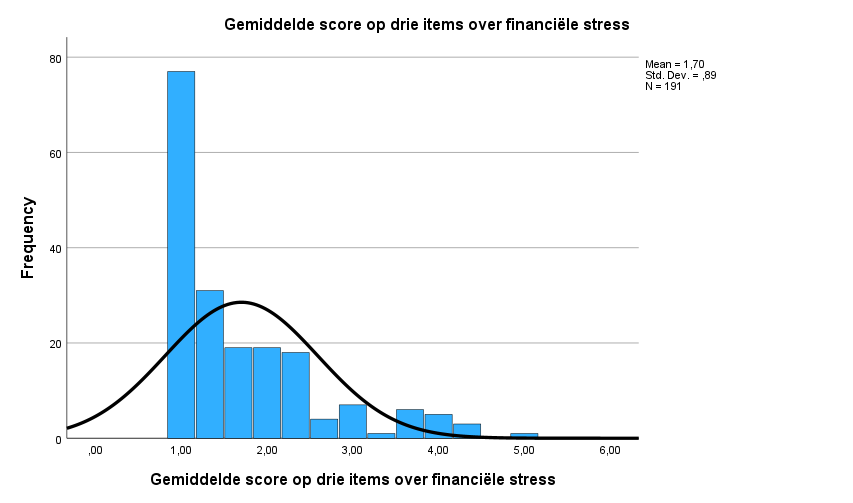 Gemiddelde score op drie items over financiële stress
Mean = 1,70
Std. Dev. = ,89
N = 191
80
60
40
20
0
Frequency
,00
1,00
2,00
3,00
4,00
5,00
6,00
Gemiddelde score op drie items over financiële stress